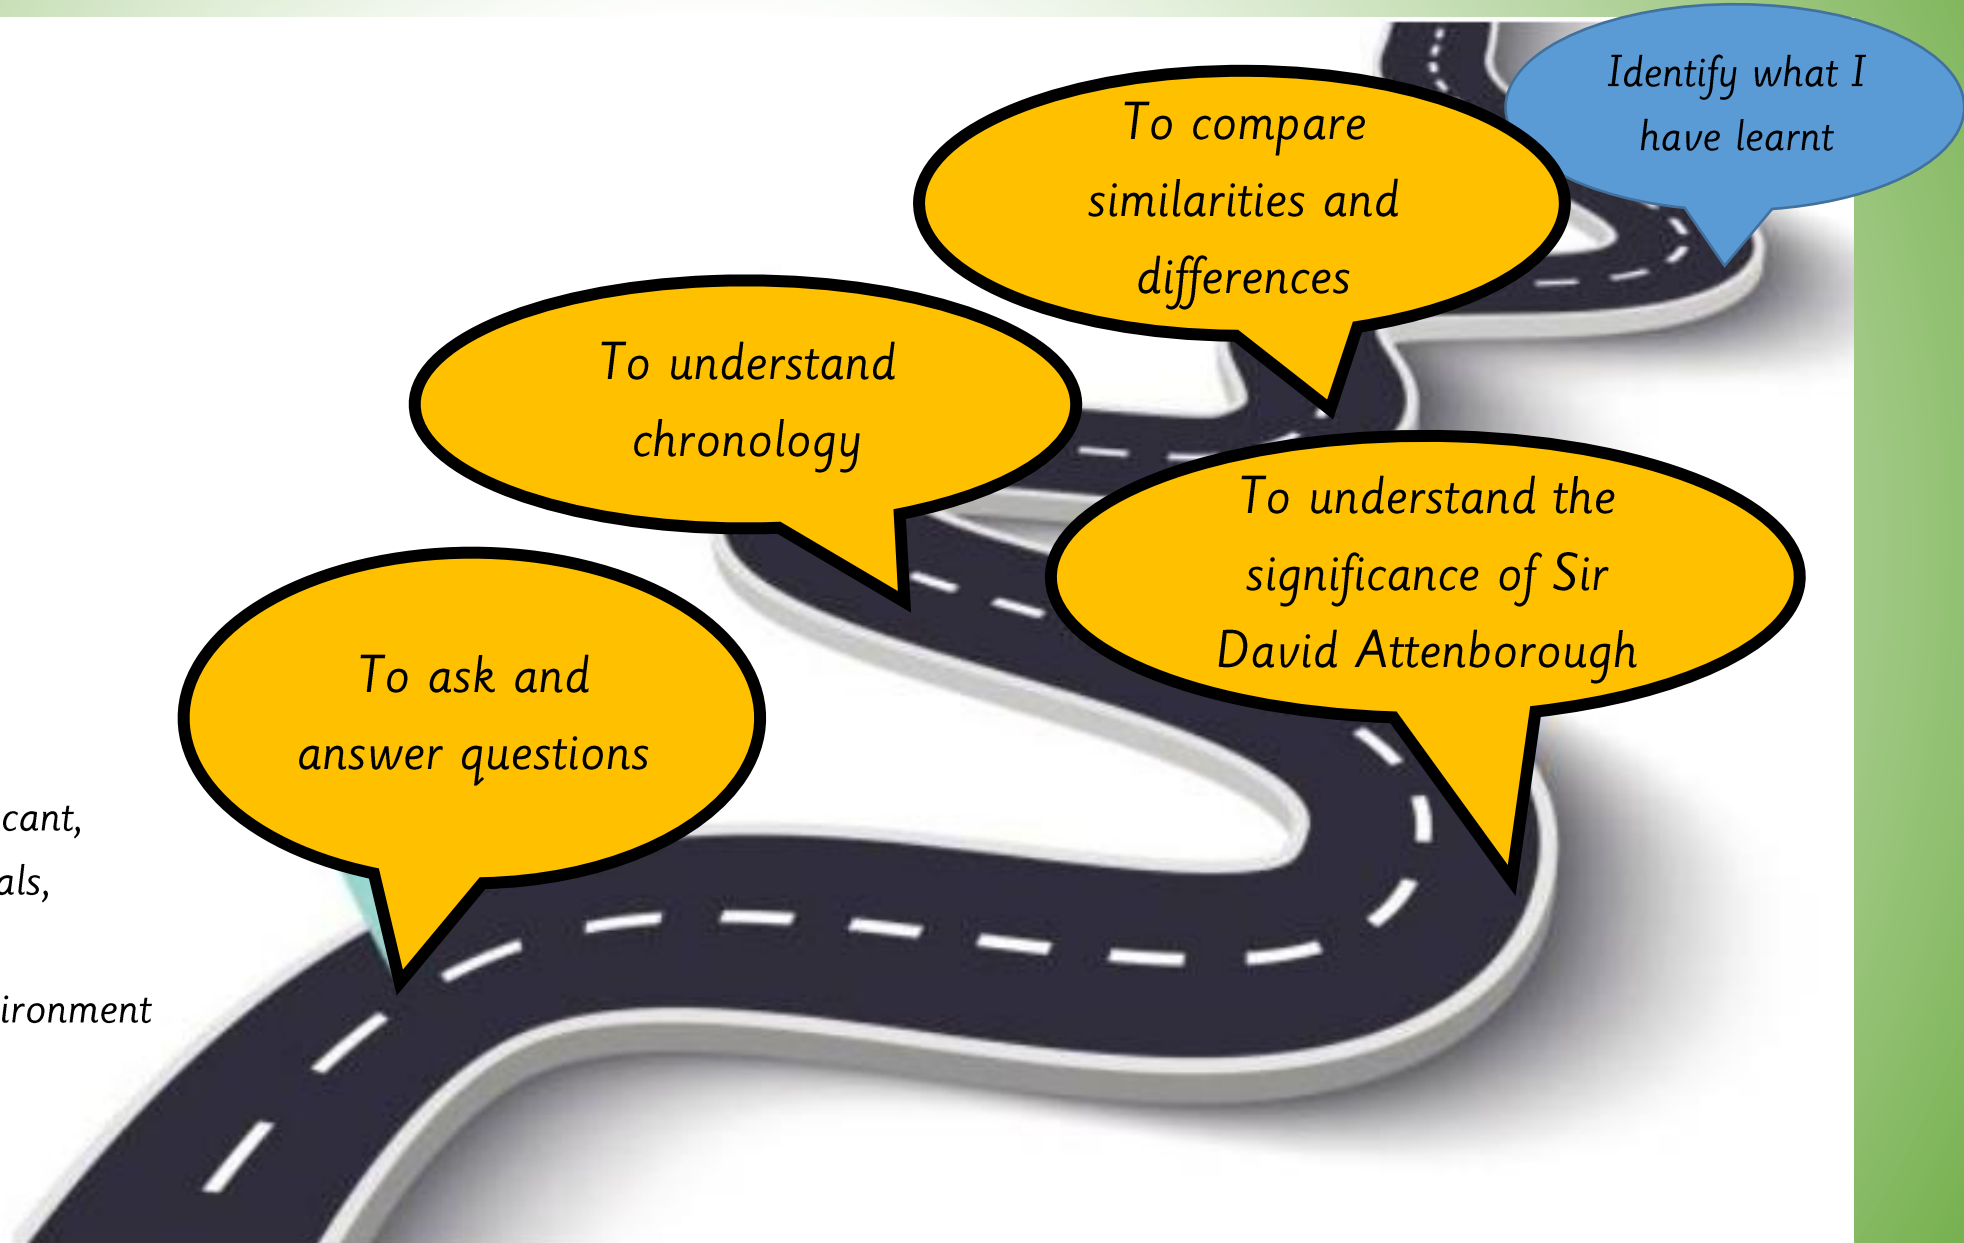 Identify what I
have learnt
To compare
similarities and
differences
To understand
chronology
To understand the
significance of Sir
David Attenborough
To ask and
answer questions
cant,
als,
ironment